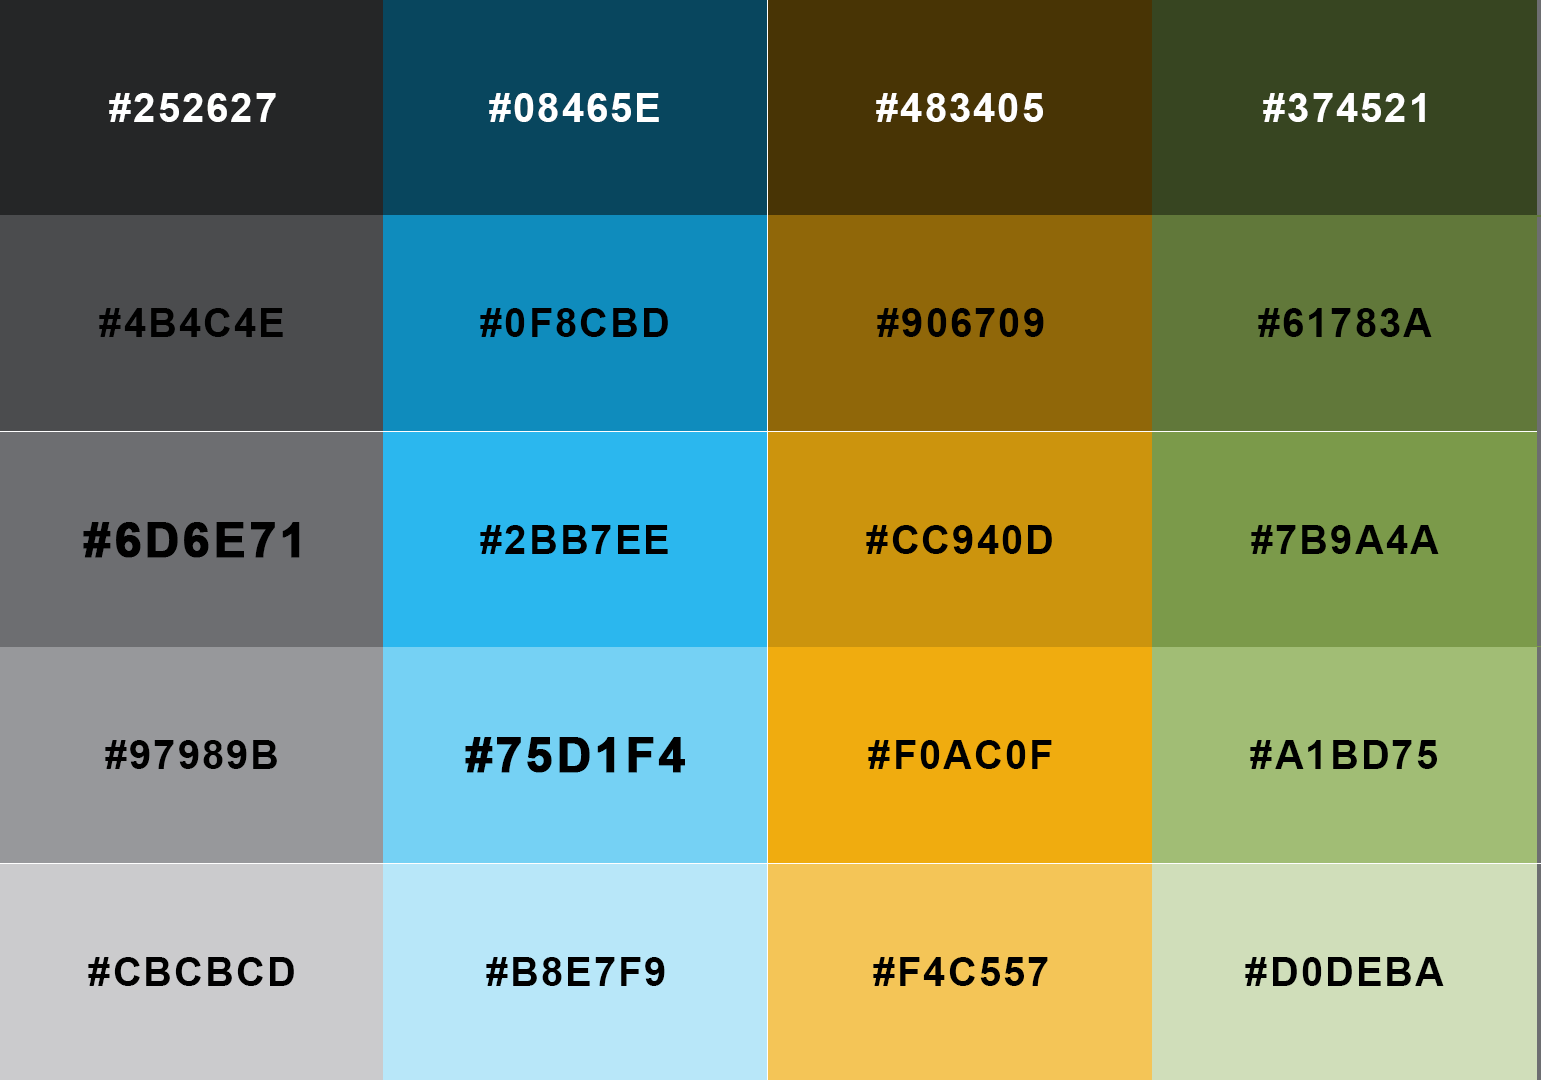 #252627 #08465E #483405 #374521
#4B4C4E #0F8CBD #906709 #61783A
#6D6E71 #2BB7EE #CC940D #7B9A4A
#97989B #75D1F4 #F0AC0F #A1BD75
#CBCBCD #B8E7F9 #F4C557 #D0DEBA